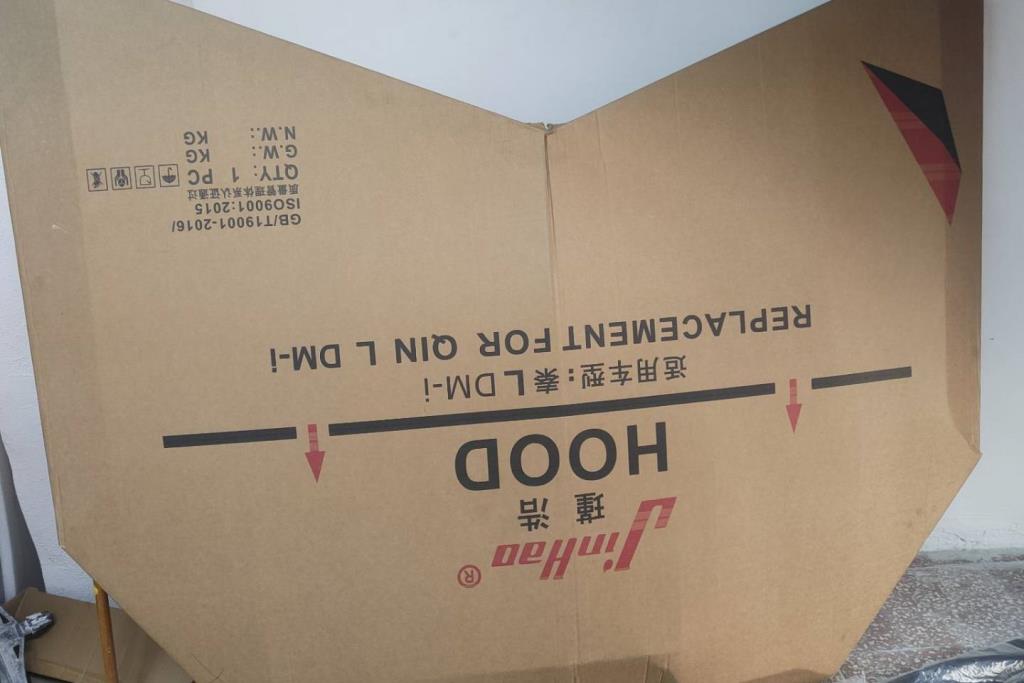 JinHao®
瑾浩
HOOD
适用车型:秦L DM-i
REPLACEMENT FOR QIN L DM-i
GB/T19001-2016/
ISO9001:2015
质量管理体系认证通过
QTY: 1 PC
G.W.: KG
N.W.: KG